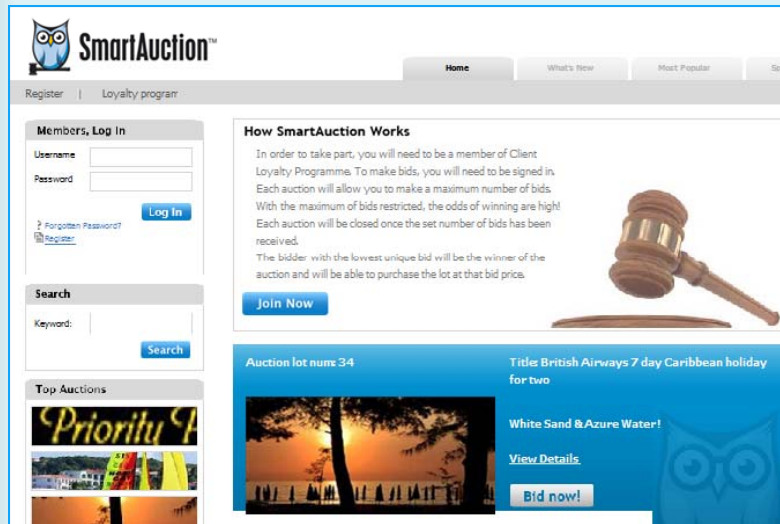 SmartAuction™
Home What's New Most Popular
Register | Loyalty program
Members, Log In
Username
Password
Log In
? Forgotten Password?
Register
Search
Keyword:
Search
Top Auctions
Priority P
How SmartAuction Works
In order to take part, you will need to be a member of Client
Loyalty Programme. To make bids, you will need to be signed in.
Each auction will allow you to make a maximum number of bids.
With the maximum of bids restricted, the odds of winning are high!
Each auction will be closed once the set number of bids has been
received.
The bidder with the lowest unique bid will be the winner of the
auction and will be able to purchase the lot at that bid price.
Join Now
Auction lot num: 34
Title: British Airways 7 day Caribbean holiday
for two
White Sand & Azure Water!
View Details
Bid now!